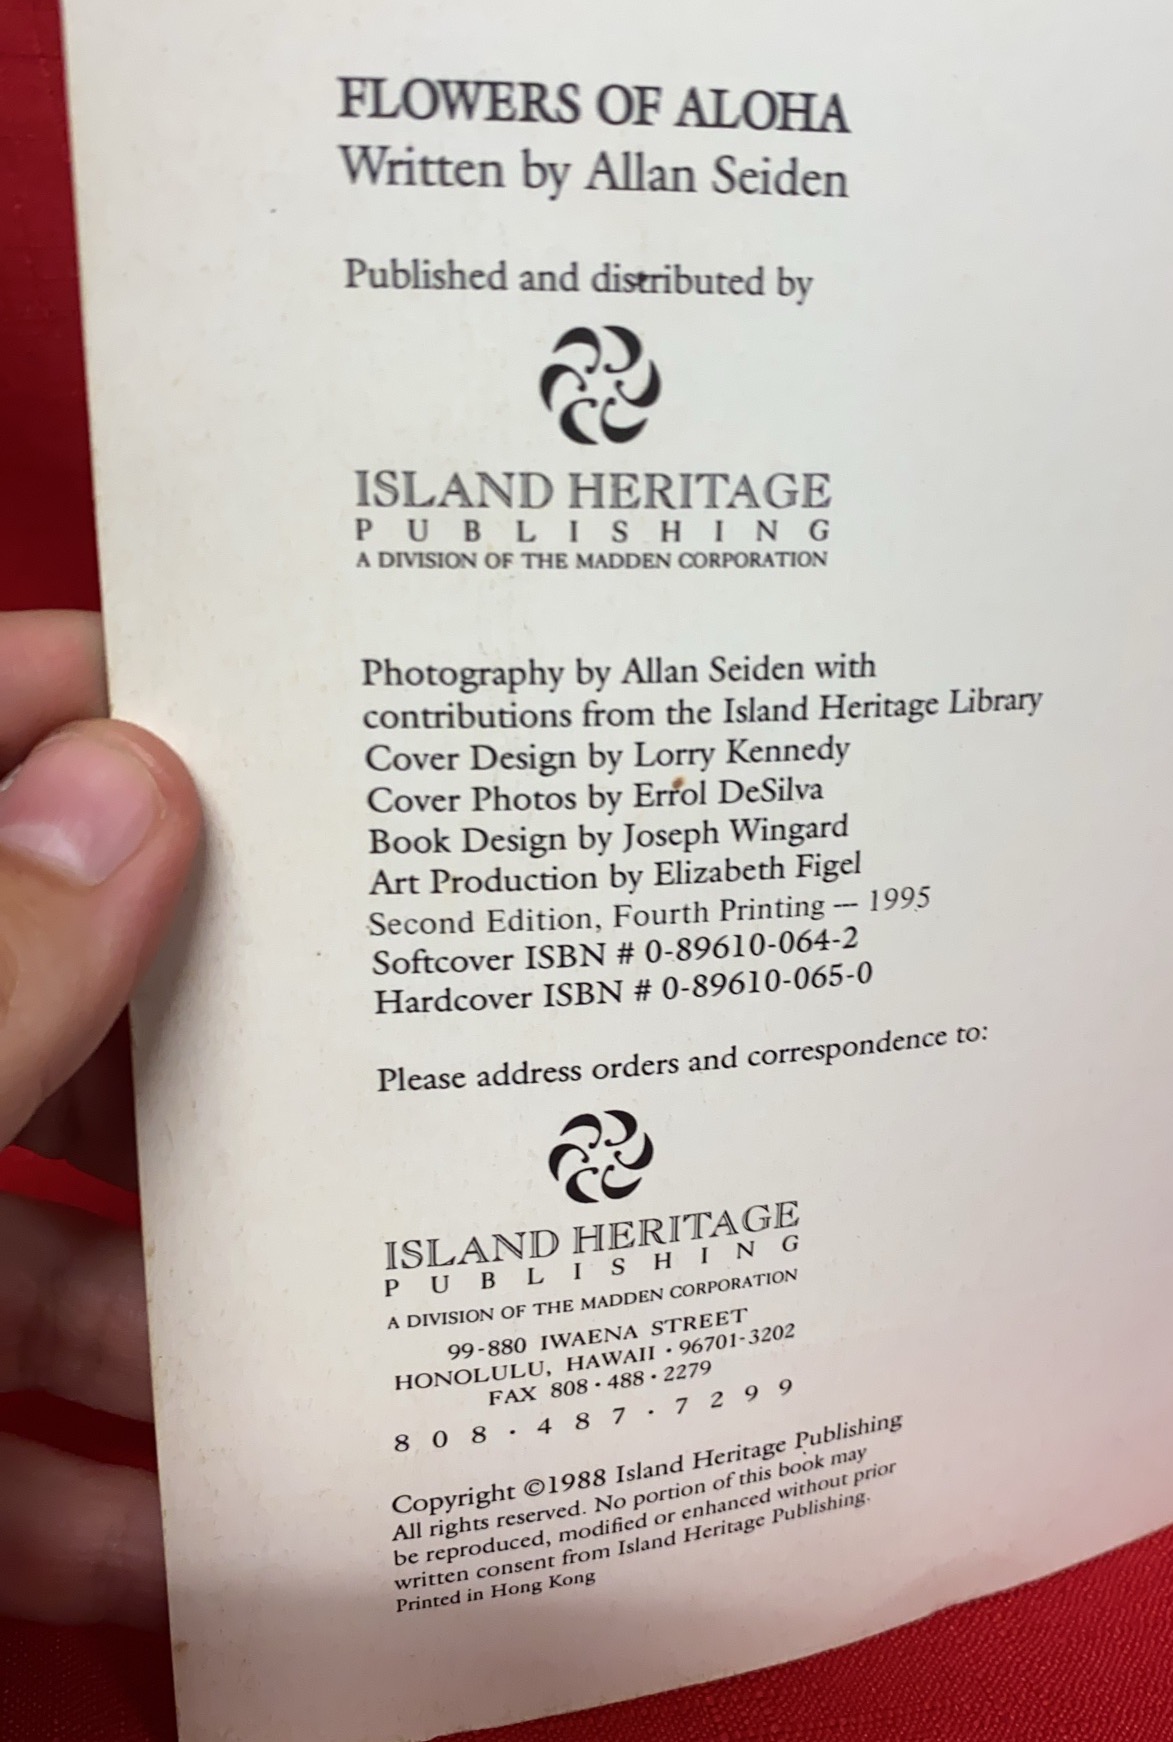 FLOWERS OF ALOHA
Written by Allan Seiden
Published and distributed by
ISLAND HERITAGE
PUBLISHING
A DIVISION OF THE MADDEN CORPORATION
Photography by Allan Seiden with
contributions from the Island Heritage Library
Cover Design by Lorry Kennedy
Cover Photos by Errol DeSilva
Book Design by Joseph Wingard
Art Production by Elizabeth Figel
Second Edition, Fourth Printing — 1995
Softcover ISBN # 0-89610-064-2
Hardcover ISBN # 0-89610-065-0
Please address orders and correspondence to:
ISLAND HERITAGE
PUBLISHING
A DIVISION OF THE MADDEN CORPORATION
99-880 IWAENA STREET
HONOLULU, HAWAII · 96701-3202
FAX 808 · 488 · 2279
808 · 487 · 7299
Copyright ©1988 Island Heritage Publishing
All rights reserved. No portion of this book may
be reproduced, modified or enhanced without prior
written consent from Island Heritage Publishing.
Printed in Hong Kong